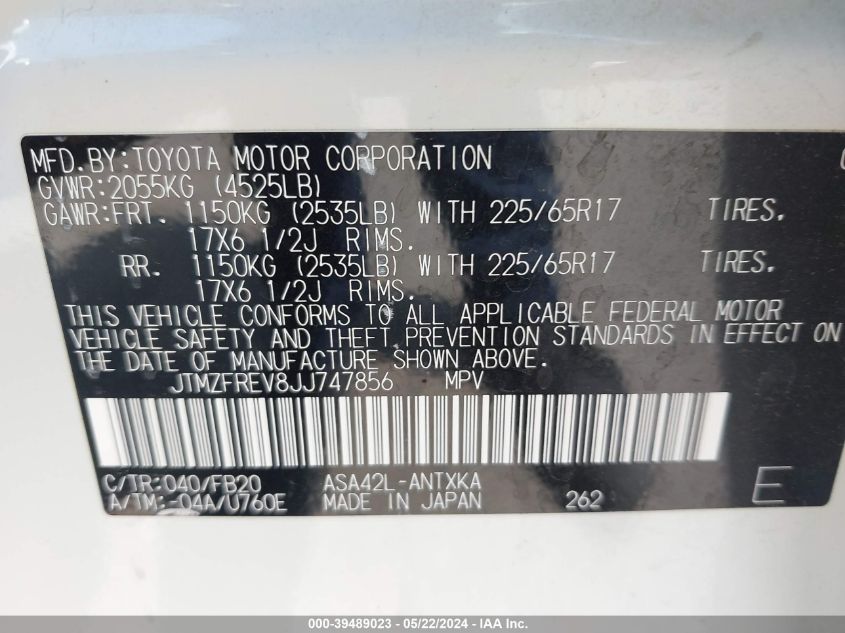 MFD.BY:TOYOTA MOTOR CORPORATION
GVWR:2055KG (4525LB)
GAWR:FRT. 1150KG (2535LB) WITH 225/65R17 TIRES.
17X6 1/2J RIMS.
RR. 1150KG (2535LB) WITH 225/65R17 TIRES.
17X6 1/2J RIMS.
THIS VEHICLE CONFORMS TO ALL APPLICABLE FEDERAL MOTOR
VEHICLE SAFETY AND THEFT PREVENTION STANDARDS IN EFFECT ON
THE DATE OF MANUFACTURE SHOWN ABOVE.
JTMZFREV8JJ747856 MPV
C/TR:040/FB20 ASA42L-ANTXKA
A/TM:-04A/U760E MADE IN JAPAN 262 E
000-39489023 - 05/22/2024 - IAA Inc.